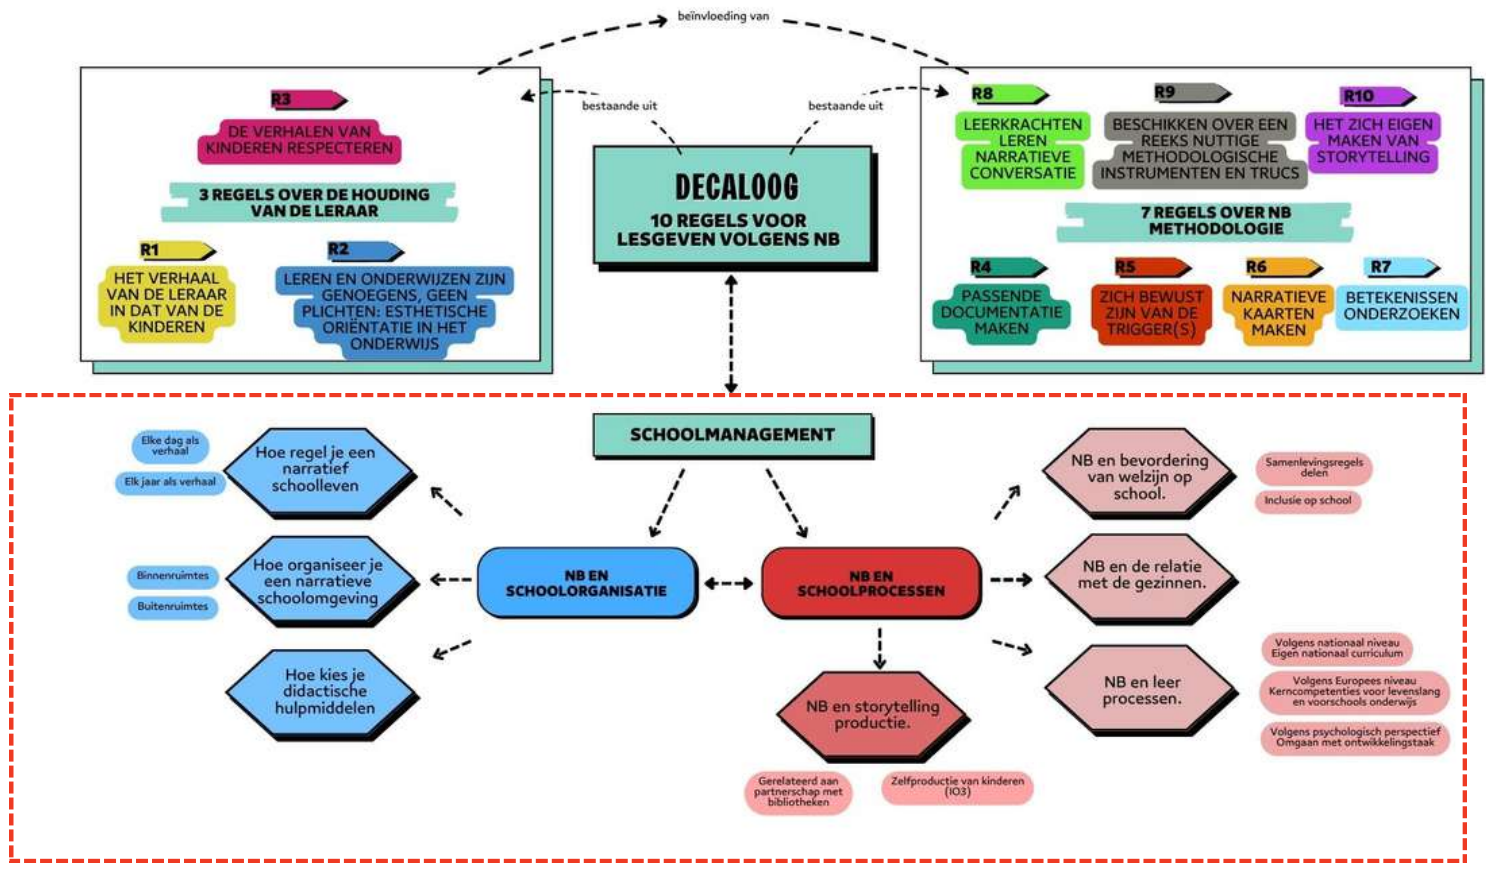 beïnvloeding van
bestaande uit
bestaande uit
R3
DE VERHALEN VAN
KINDEREN RESPECTEREN
3 REGELS OVER DE HOUDING
VAN DE LERAAR
R1
HET VERHAAL
VAN DE LERAAR
IN DAT VAN DE
KINDEREN
R2
LEREN EN ONDERWIJZEN ZIJN
GENOEGENS, GEEN
PLICHTEN: ESTHETISCHE
ORIËNTATIE IN HET
ONDERWIJS
DECALOOG
10 REGELS VOOR
LESGEVEN VOLGENS NB
R8
LEERKRACHTEN
LEREN
NARRATIEVE
CONVERSATIE
R9
BESCHIKKEN OVER EEN
REEKS NUTTIGE
METHODOLOGISCHE
INSTRUMENTEN EN TRUCS
R10
HET ZICH EIGEN
MAKEN VAN
STORYTELLING
7 REGELS OVER NB
METHODOLOGIE
R4
PASSENDE
DOCUMENTATIE
MAKEN
R5
ZICH BEWUST
ZIJN VAN DE
TRIGGER(S)
R6
NARRATIEVE
KAARTEN
MAKEN
R7
BETEKENISSEN
ONDERZOEKEN
SCHOOLMANAGEMENT
Elke dag als
verhaal
Elk jaar als verhaal
Hoe regel je een
narratief
schoolleven
Binnenruimtes
Buitenruimtes
Hoe organiseer je
een narratieve
schoolomgeving
Hoe kies je
didactische
hulpmiddelen
NB EN
SCHOOLORGANISATIE
NB EN
SCHOOLPROCESSEN
NB en storytelling
productie.
Gerelateerd aan
partnerschap met
bibliotheken
Zelfproductie van kinderen
(IO3)
NB en bevordering
van welzijn op
school.
Samenlevingsregels
delen
Inclusie op school
NB en de relatie
met de gezinnen.
NB en leer
processen.
Volgens nationaal niveau
Eigen nationaal curriculum
Volgens Europees niveau
Kerncompetenties voor levenslang
en voorschools onderwijs
Volgens psychologisch perspectief
Omgaan met ontwikkelingstaak